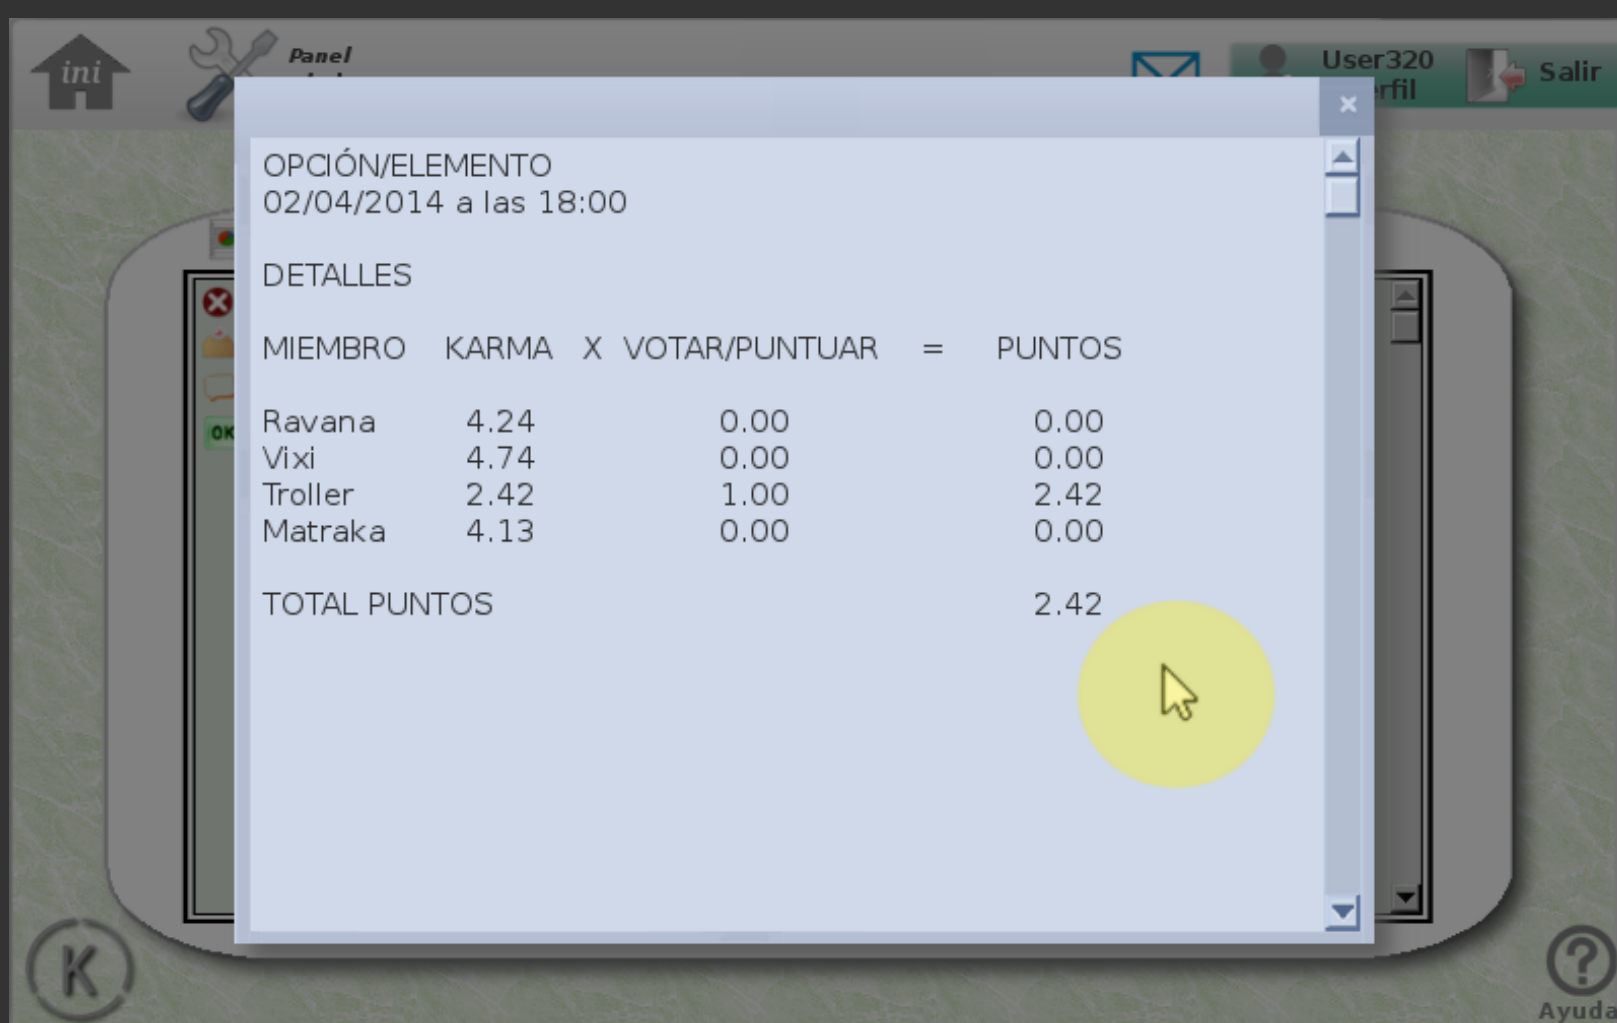 ini
Panel
User320
rfil
Salir
×
OPCIÓN/ELEMENTO
02/04/2014 a las 18:00
DETALLES
MIEMBRO KARMA X VOTAR/PUNTUAR = PUNTOS
Ravana 4.24 0.00 0.00
Vixi 4.74 0.00 0.00
Troller 2.42 1.00 2.42
Matraka 4.13 0.00 0.00
TOTAL PUNTOS 2.42
OK
K
?
Ayuda